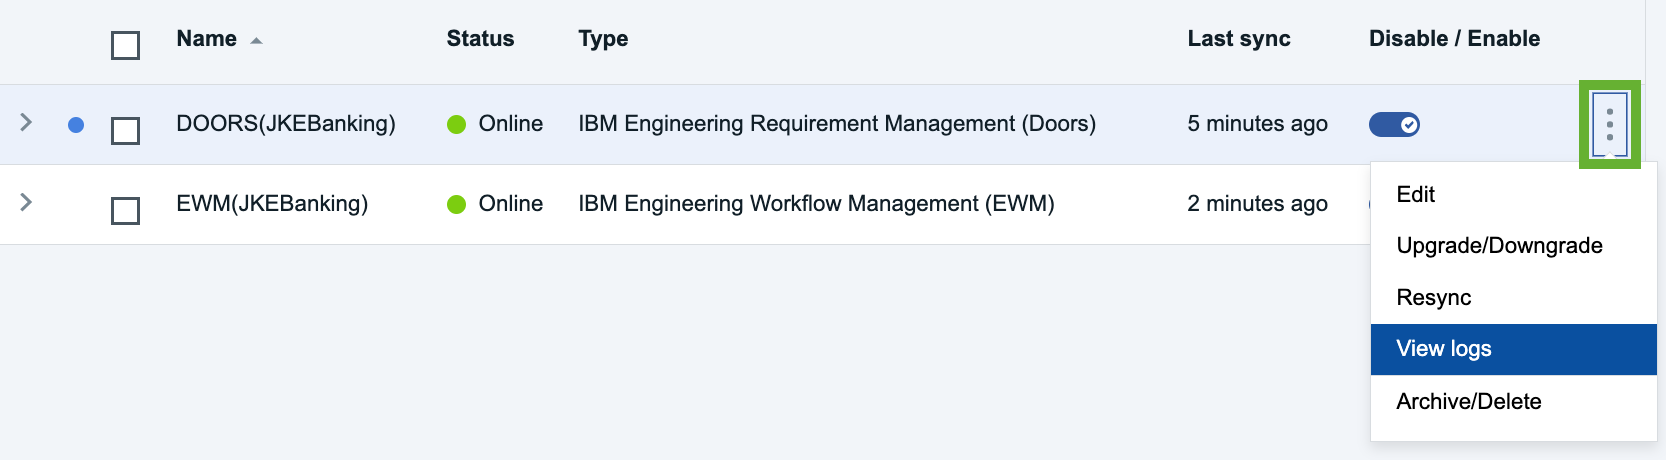 Name Status Type Last sync Disable / Enable
DOORS(JKEBanking) Online IBM Engineering Requirement Management (Doors) 5 minutes ago
EWM(JKEBanking) Online IBM Engineering Workflow Management (EWM) 2 minutes ago
Edit
Upgrade/Downgrade
Resync
View logs
Archive/Delete